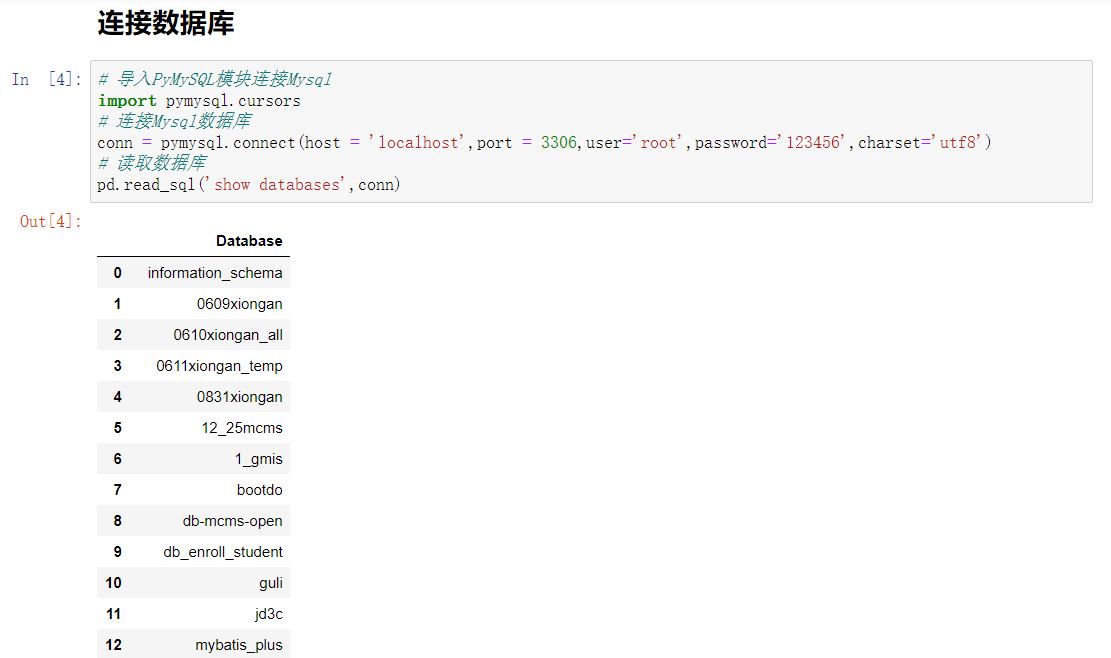 连接数据库
In [4]:
# 导入PyMySQL模块连接Mysql
import pymysql.cursors
# 连接Mysql数据库
conn = pymysql.connect(host = 'localhost',port = 3306,user='root',password='123456',charset='utf8')
# 读取数据库
pd.read_sql('show databases',conn)
Out[4]:
Database
0 information_schema
1 0609xiongan
2 0610xiongan_all
3 0611xiongan_temp
4 0831xiongan
5 12_25mcms
6 1_gmis
7 bootdo
8 db-mcms-open
9 db_enroll_student
10 guli
11 jd3c
12 mybatis_plus